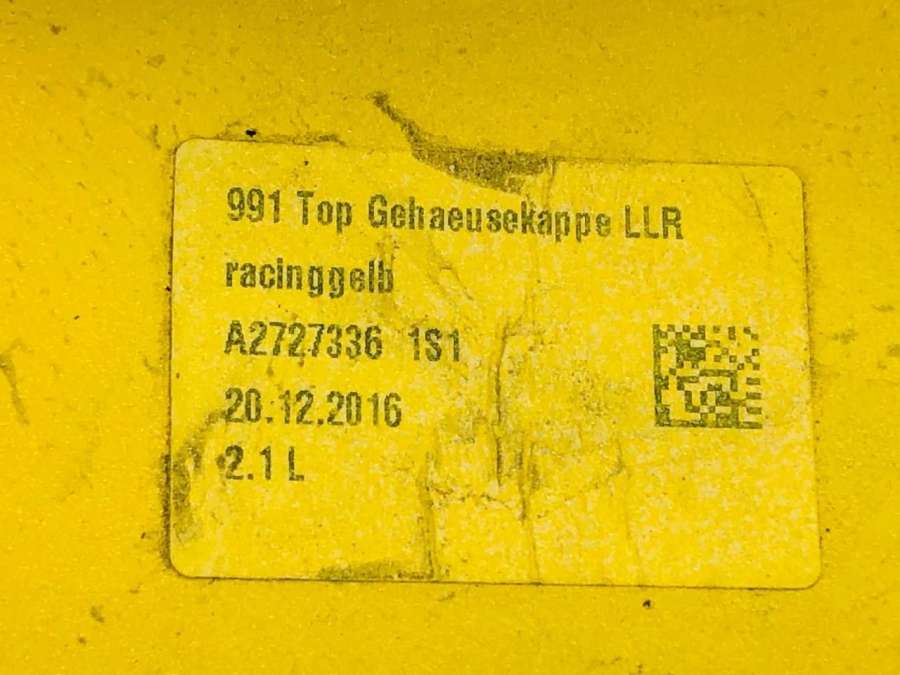 991 Top Gehaeusekappe LLR
racinggelb
A2727336 1S1
20.12.2016
2.1 L